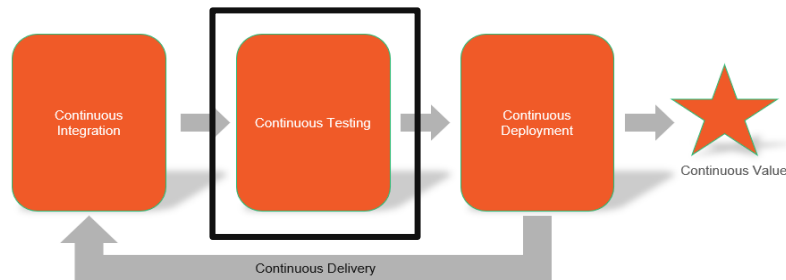 Continuous
Integration
Continuous Testing
Continuous
Deployment
Continuous Value
Continuous Delivery